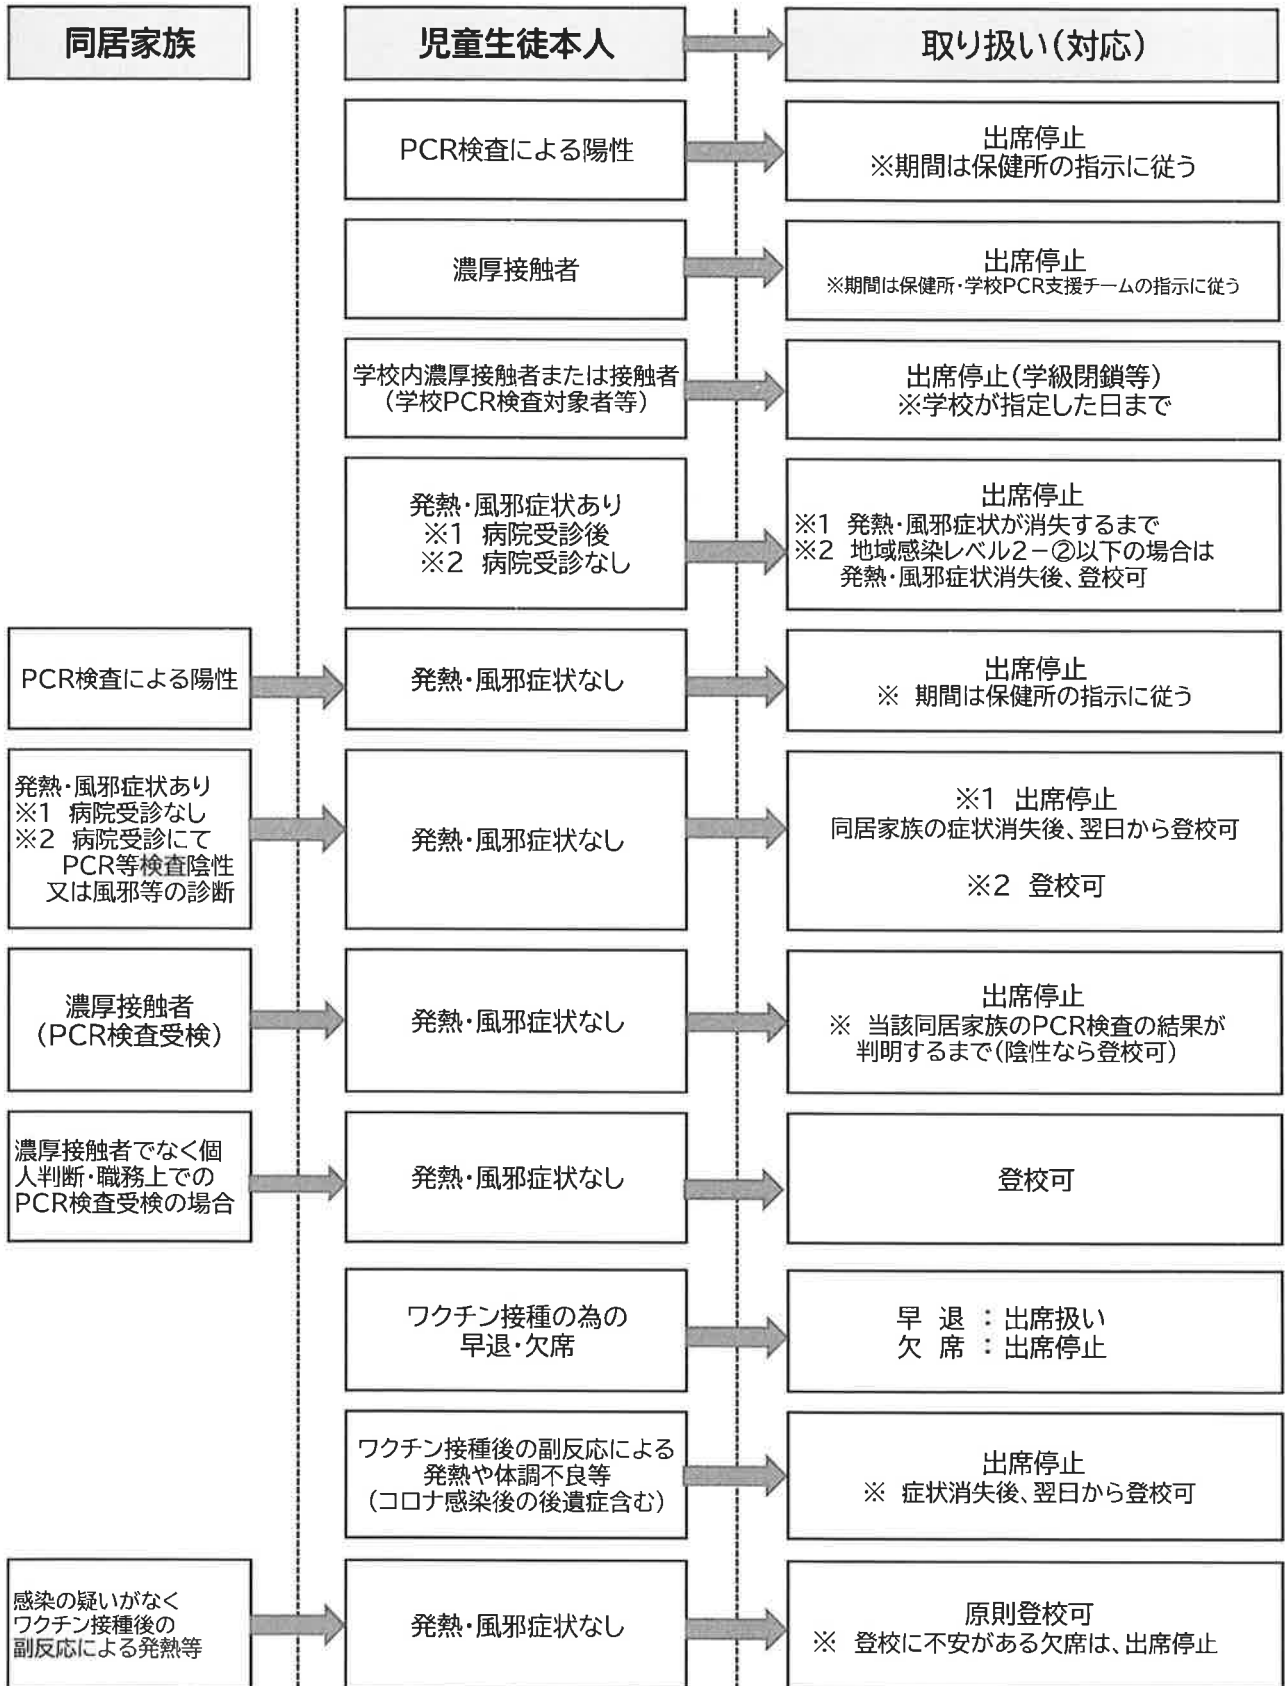 同居家族
児童生徒本人
取り扱い(対応)
PCR検査による陽性
出席停止
※期間は保健所の指示に従う
濃厚接触者
出席停止
※期間は保健所・学校PCR支援チームの指示に従う
学校内濃厚接触者または接触者
(学校PCR検査対象者等)
出席停止(学級閉鎖等)
※学校が指定した日まで
発熱・風邪症状あり
※1 病院受診後
※2 病院受診なし
出席停止
※1 発熱・風邪症状が消失するまで
※2 地域感染レベル2-②以下の場合は
発熱・風邪症状消失後、登校可
PCR検査による陽性
発熱・風邪症状なし
出席停止
※ 期間は保健所の指示に従う
発熱・風邪症状あり
※1 病院受診なし
※2 病院受診にて
PCR等検査陰性
又は風邪等の診断
発熱・風邪症状なし
※1 出席停止
同居家族の症状消失後、翌日から登校可
※2 登校可
濃厚接触者
(PCR検査受検)
発熱・風邪症状なし
出席停止
※ 当該同居家族のPCR検査の結果が
判明するまで(陰性なら登校可)
濃厚接触者でなく個
人判断・職務上での
PCR検査受検の場合
発熱・風邪症状なし
登校可
ワクチン接種の為の
早退・欠席
早 退 : 出席扱い
欠 席 : 出席停止
ワクチン接種後の副反応による
発熱や体調不良等
(コロナ感染後の後遺症含む)
出席停止
※ 症状消失後、翌日から登校可
感染の疑いがなく
ワクチン接種後の
副反応による発熱等
発熱・風邪症状なし
原則登校可
※ 登校に不安がある欠席は、出席停止